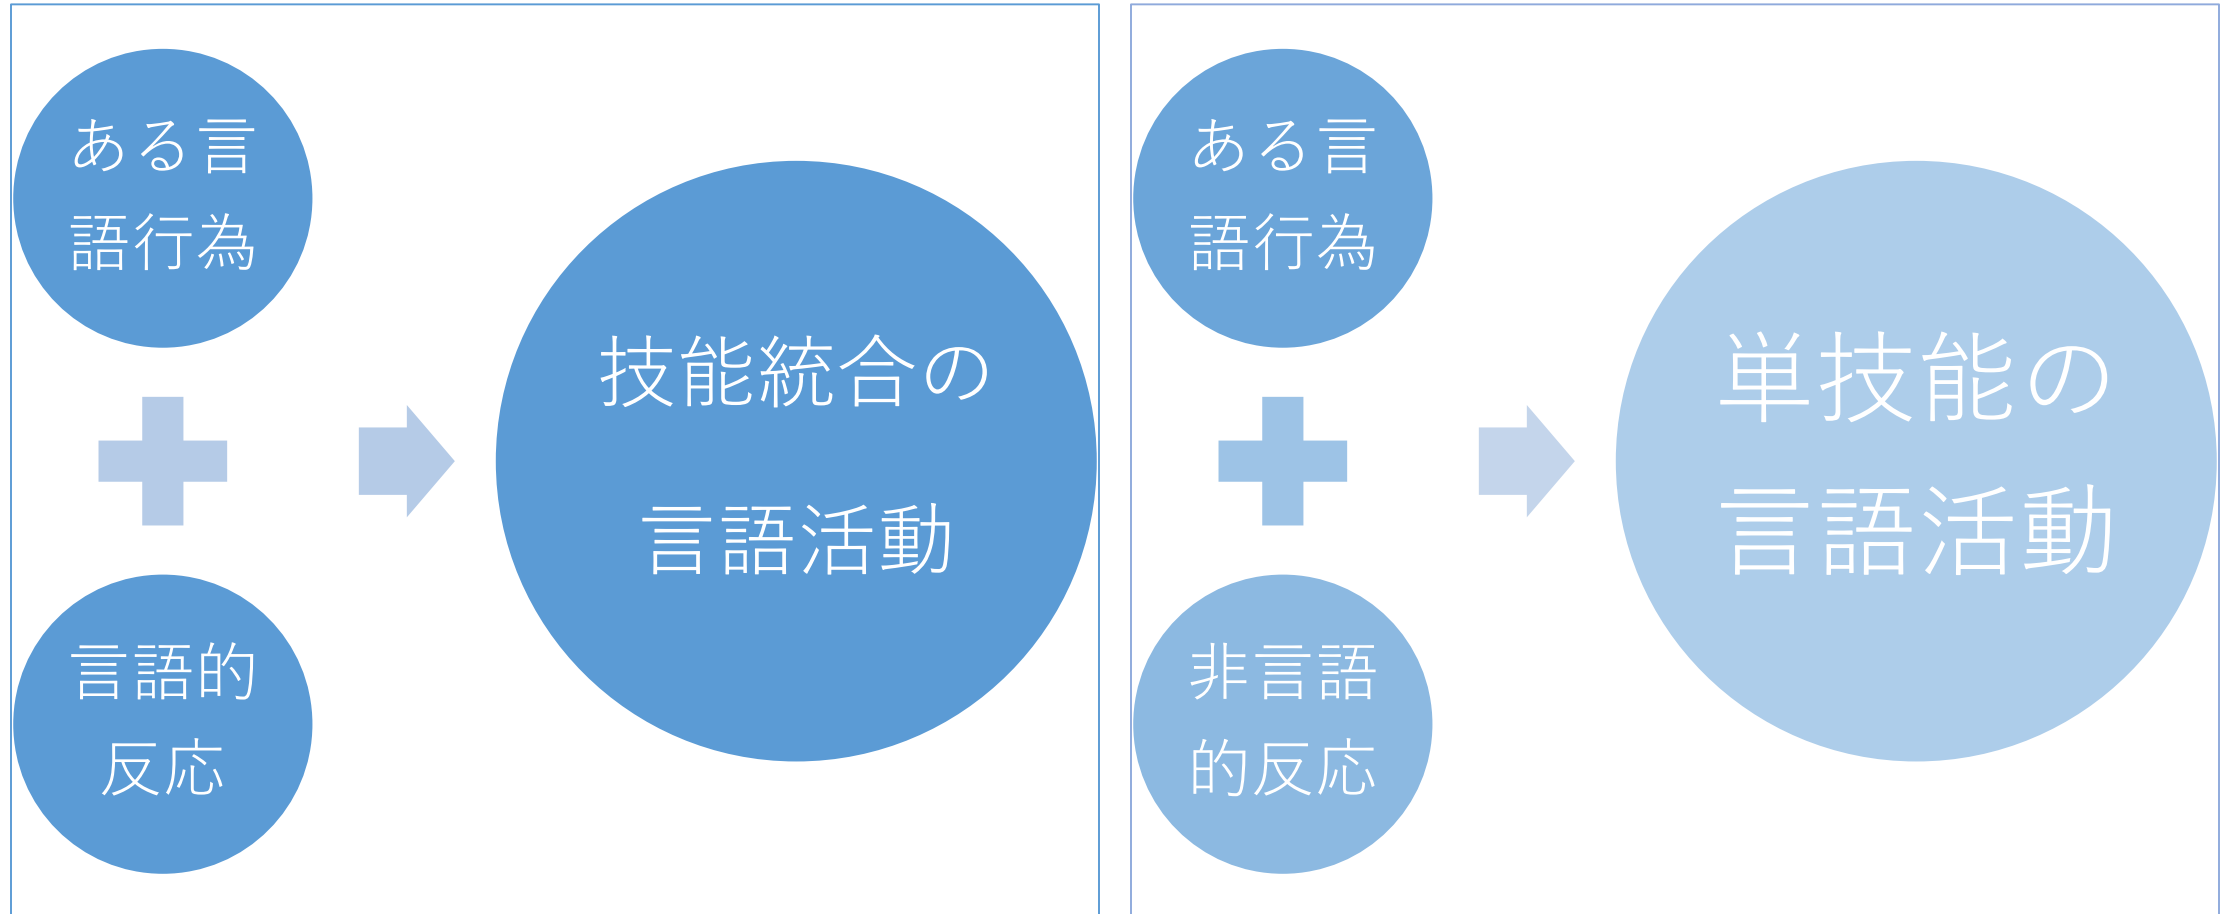 ある言
語行為
言語的
反応
技能統合の
言語活動
ある言
語行為
非言語
的反応
単技能の
言語活動